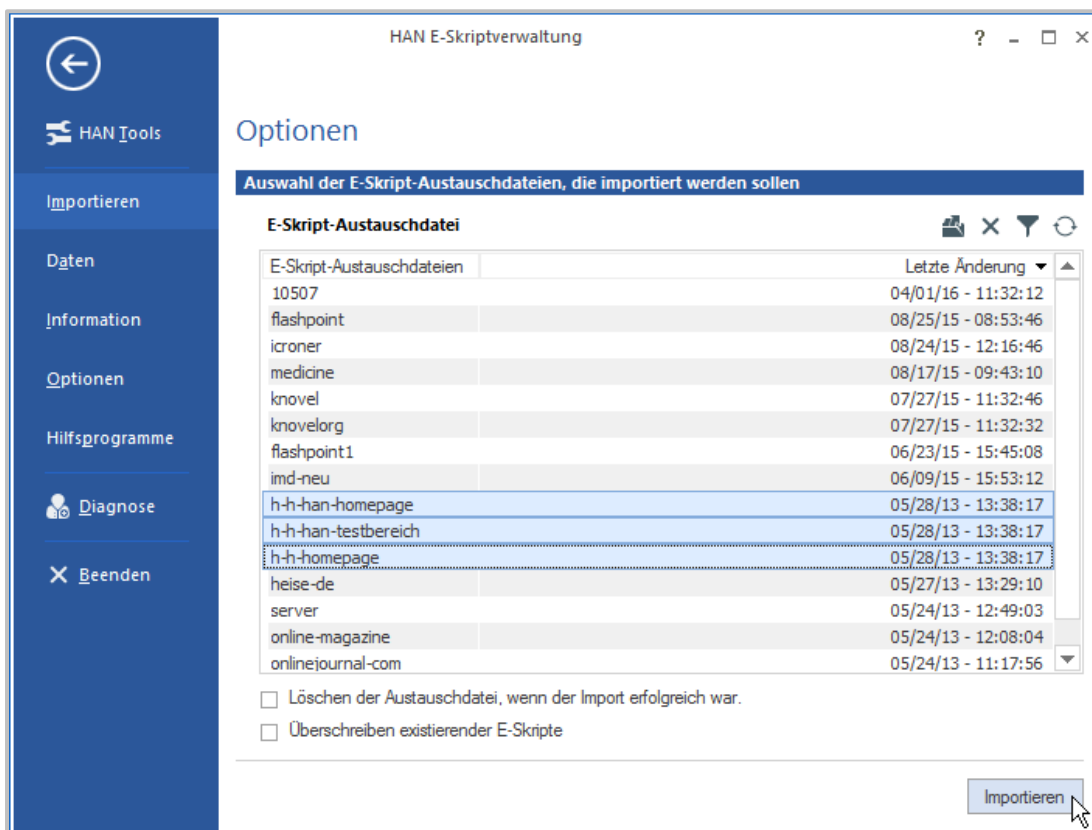 HAN E-Skriptverwaltung
HAN Tools
Importieren
Daten
Information
Optionen
Hilfsprogramme
Diagnose
Beenden
Optionen
Auswahl der E-Skript-Austauschdateien, die importiert werden sollen
E-Skript-Austauschdatei
E-Skript-Austauschdateien Letzte Änderung
10507 04/01/16 - 11:32:12
flashpoint 08/25/15 - 08:53:46
icroner 08/24/15 - 12:16:46
medicine 08/17/15 - 09:43:10
knovel 07/27/15 - 11:32:46
knovelorg 07/27/15 - 11:32:32
flashpoint1 06/23/15 - 15:45:08
imd-neu 06/09/15 - 15:53:12
h-h-han-homepage 05/28/13 - 13:38:17
h-h-han-testbereich 05/28/13 - 13:38:17
h-h-homepage 05/28/13 - 13:38:17
heise-de 05/27/13 - 13:29:10
server 05/24/13 - 12:49:03
online-magazine 05/24/13 - 12:08:04
onlinejournal-com 05/24/13 - 11:17:56
Löschen der Austauschdatei, wenn der Import erfolgreich war.
Überschreiben existierender E-Skripte
Importieren